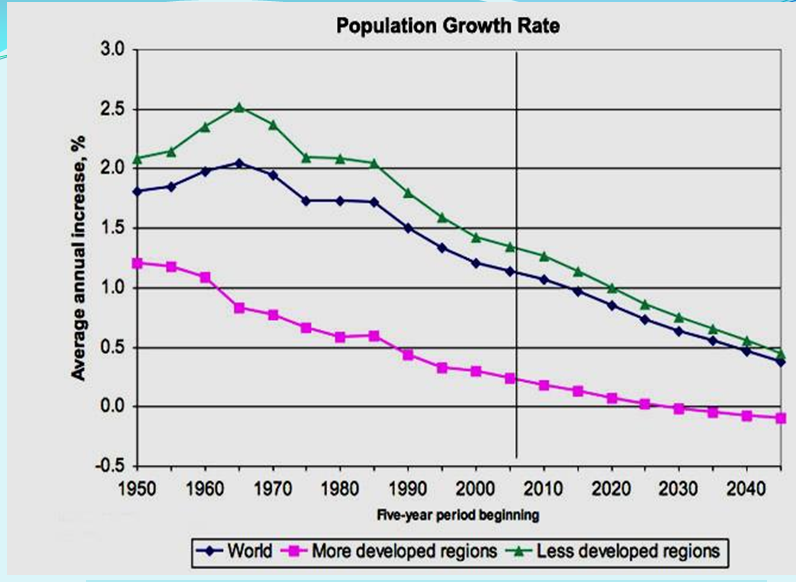 Population Growth Rate
Average annual increase, %
3.0
2.5
2.0
1.5
1.0
0.5
0.0
-0.5
1950 1960 1970 1980 1990 2000 2010 2020 2030 2040
Five-year period beginning
World More developed regions Less developed regions